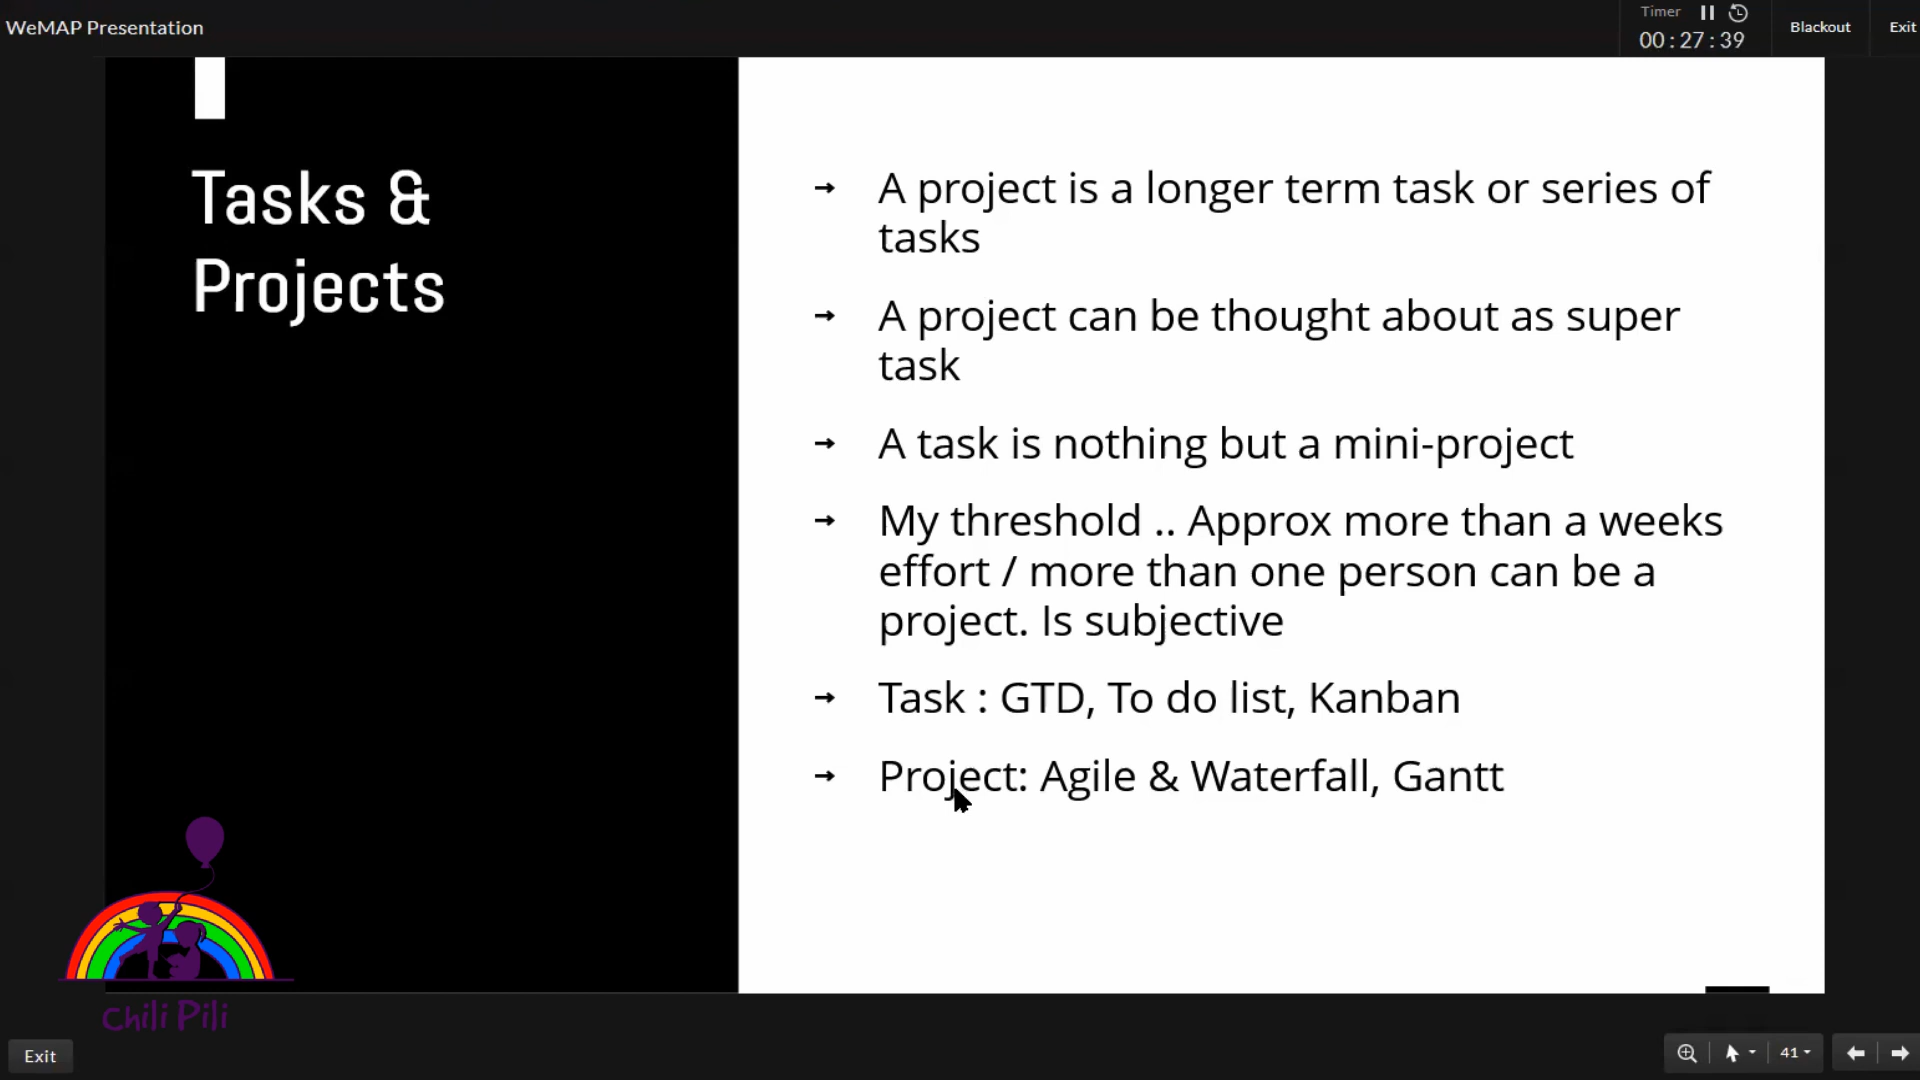 WeMAP Presentation
Timer
00 : 27 : 39
Blackout
Exit
Tasks &
Projects
→ A project is a longer term task or series of
tasks
→ A project can be thought about as super
task
→ A task is nothing but a mini-project
→ My threshold .. Approx more than a weeks
effort / more than one person can be a
project. Is subjective
→ Task : GTD, To do list, Kanban
→ Project: Agile & Waterfall, Gantt
Chili Pili
Exit
41